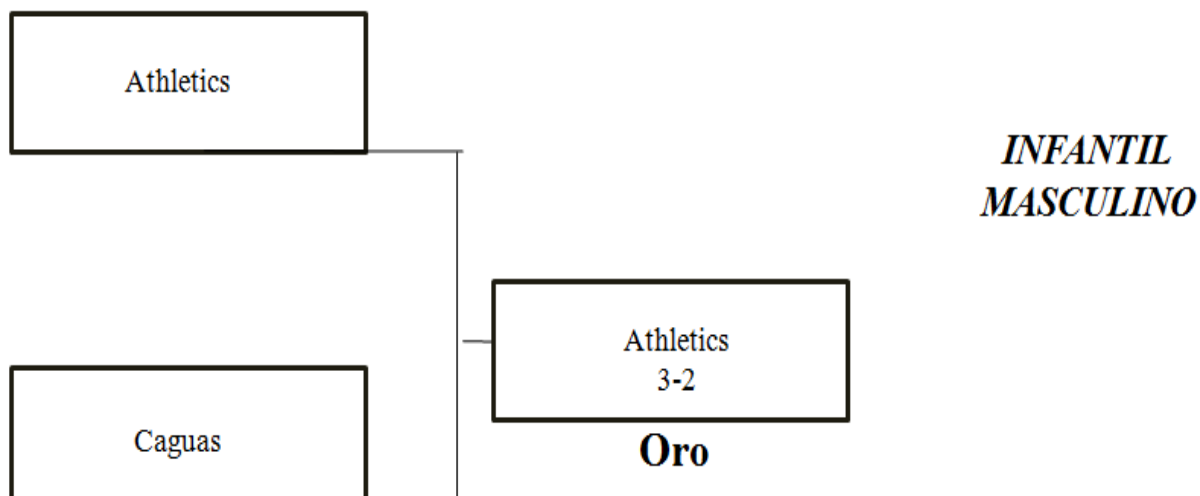 Athletics
INFANTIL
MASCULINO
Athletics
3-2
Caguas
Oro